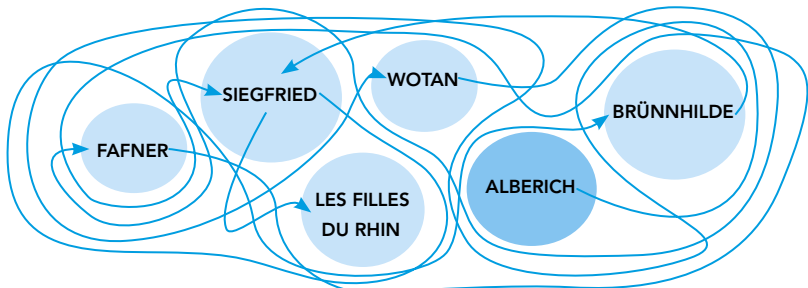 WOTAN
SIEGFRIED
BRÜNNHILDE
FAFNER
ALBERICH
LES FILLES
DU RHIN